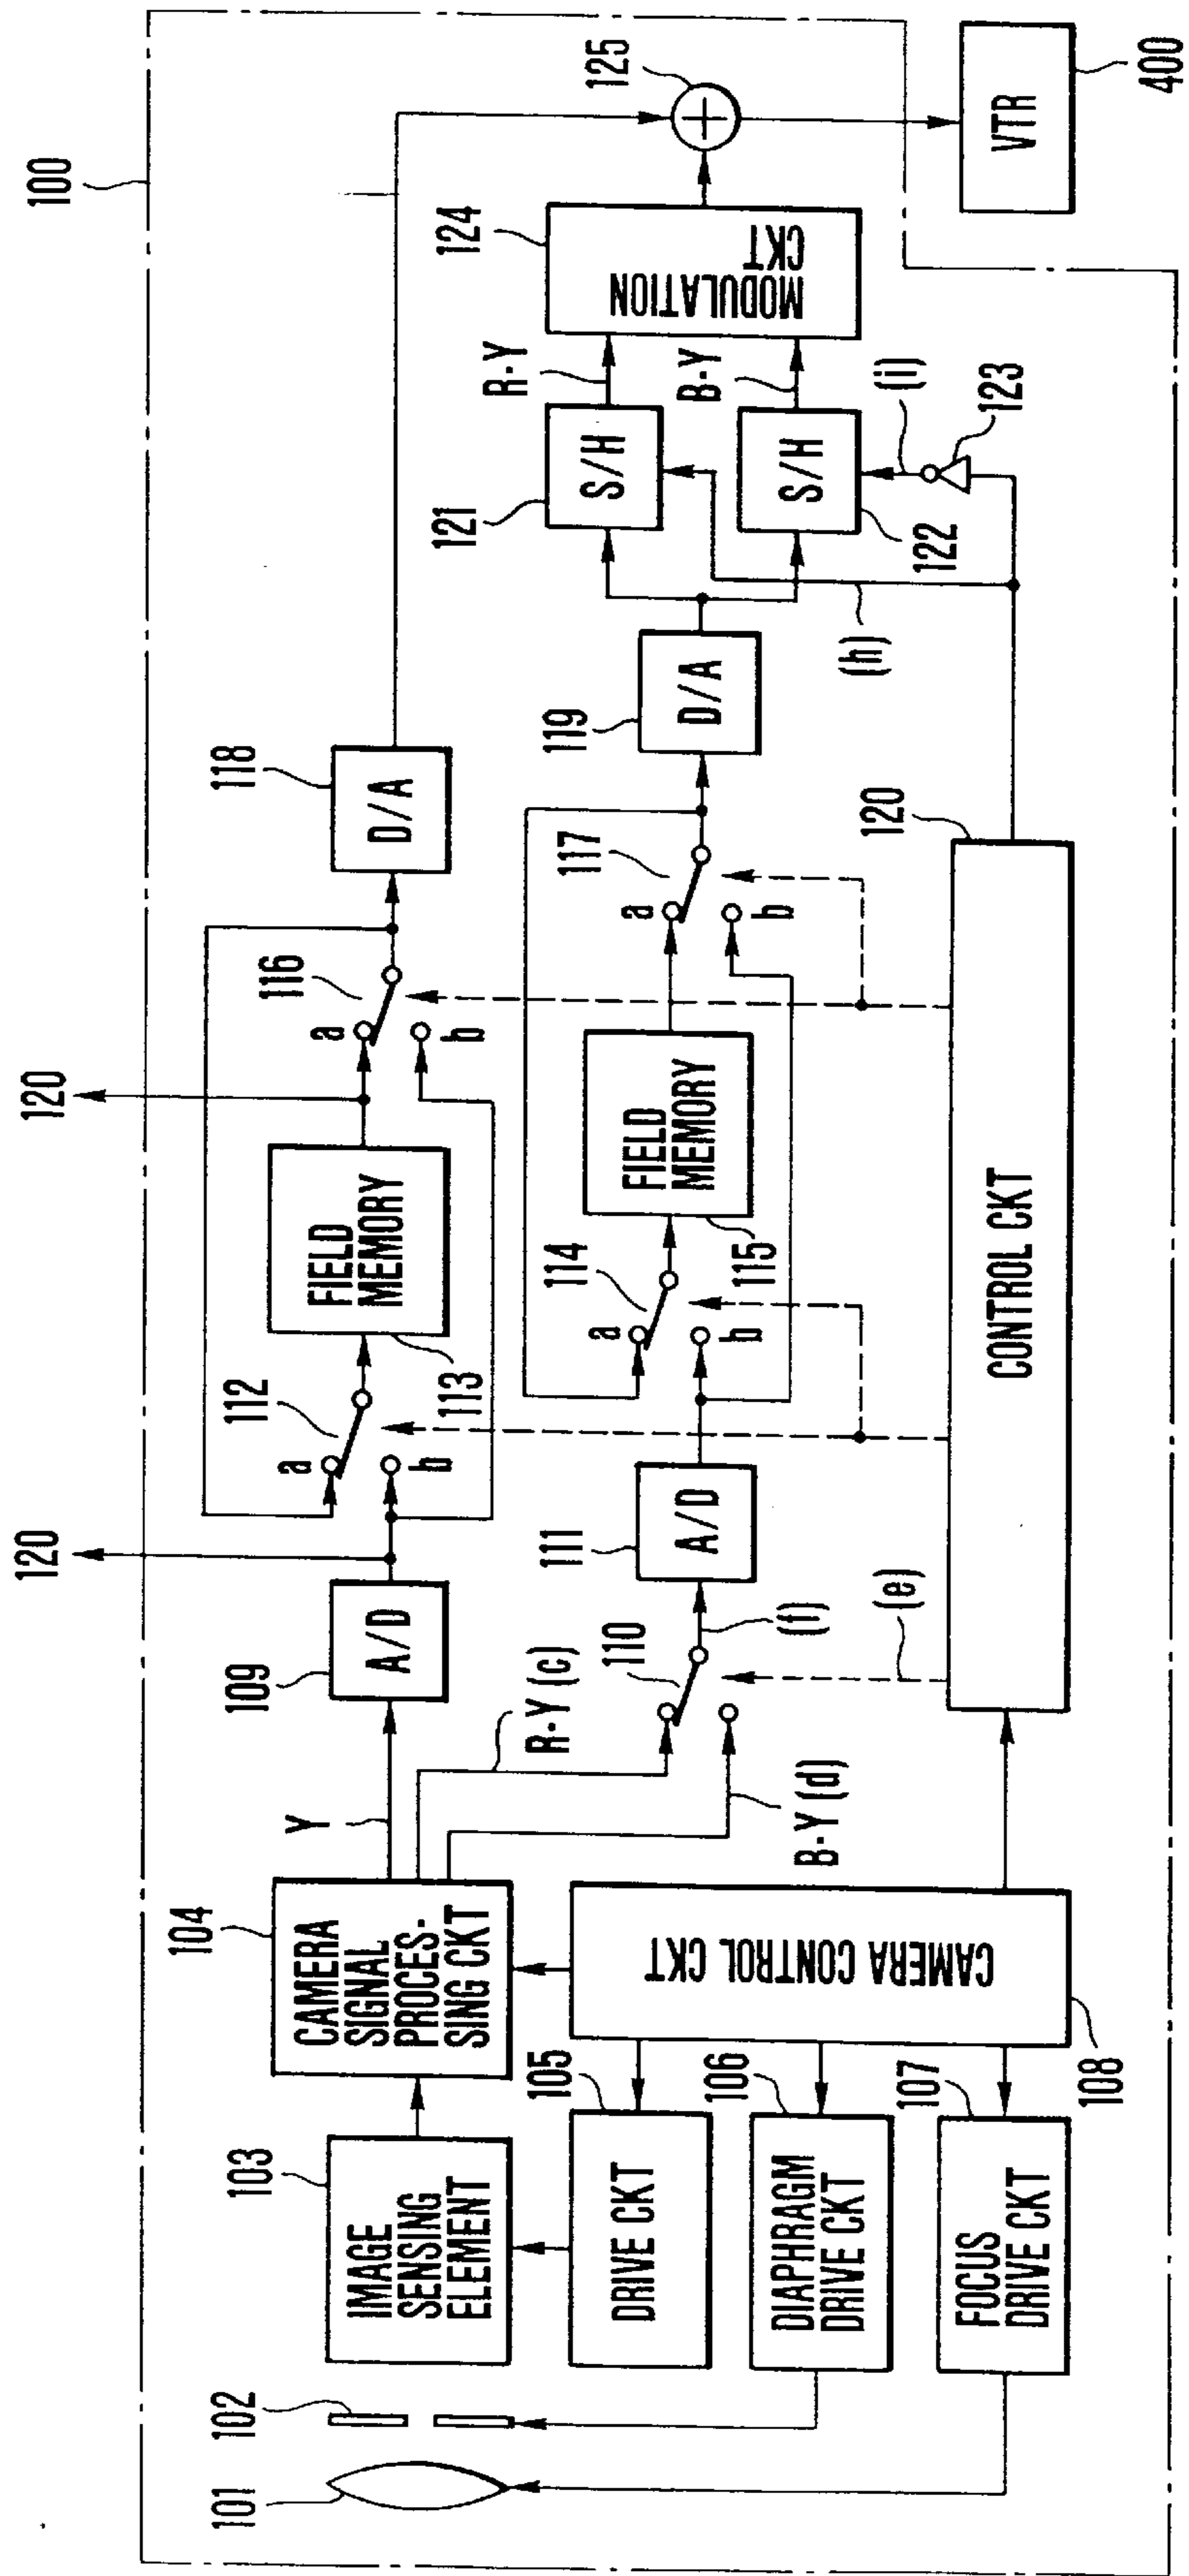 100
120
120
101
102
103
IMAGE
SENSING
ELEMENT
104
CAMERA
SIGNAL
PROCES-
SING CKT
Y
109
A/D
112
a
b
113
FIELD
MEMORY
116
a
b
118
D/A
125
R-Y (c)
B-Y (d)
110
(f)
111
A/D
114
a
b
115
FIELD
MEMORY
117
a
b
119
D/A
121
S/H
R-Y
122
S/H
B-Y
(i)
123
(h)
124
MODULATION
CKT
105
DRIVE CKT
106
DIAPHRAGM
DRIVE CKT
107
FOCUS
DRIVE CKT
108
CAMERA CONTROL CKT
(e)
120
CONTROL CKT
VTR
400